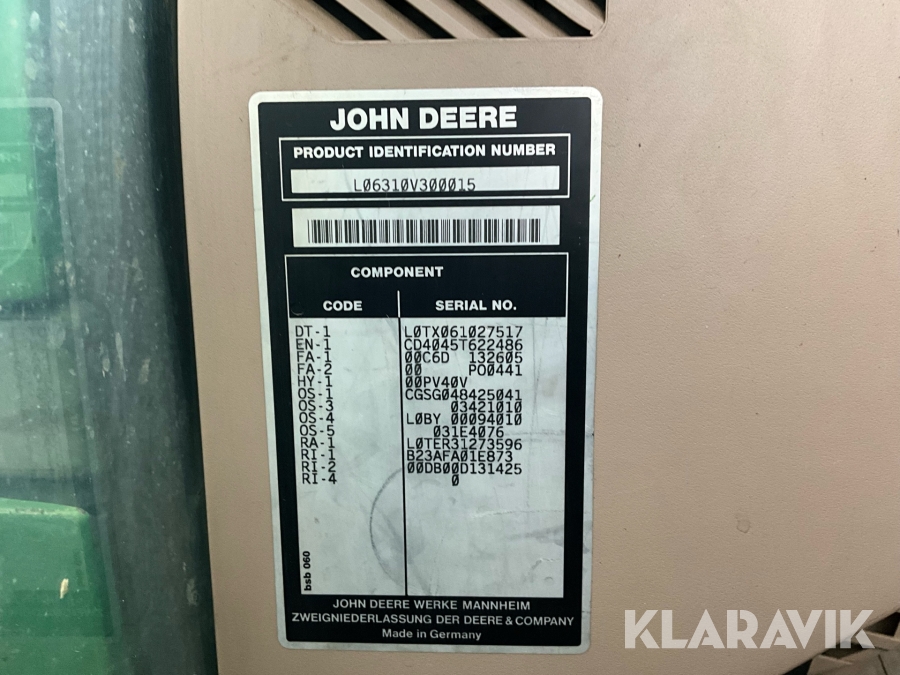 JOHN DEERE
PRODUCT IDENTIFICATION NUMBER
L06310V300015
COMPONENT
CODE SERIAL NO.
DT-1 L0TX061027517
EN-1 CD4045T622486
FA-1 00C6D 132605
FA-2 00 PO0441
HY-1 00PV40V
OS-1 CGSG048425041
OS-3 03421010
OS-4 L0BY 00094010
OS-5 031E4076
RA-1 L0TER31273596
RI-1 B23AFA01E873
RI-2 00DB00D131425
RI-4 0
bsb 060
JOHN DEERE WERKE MANNHEIM
ZWEIGNIEDERLASSUNG DER DEERE & COMPANY
Made in Germany
KLARAVIK